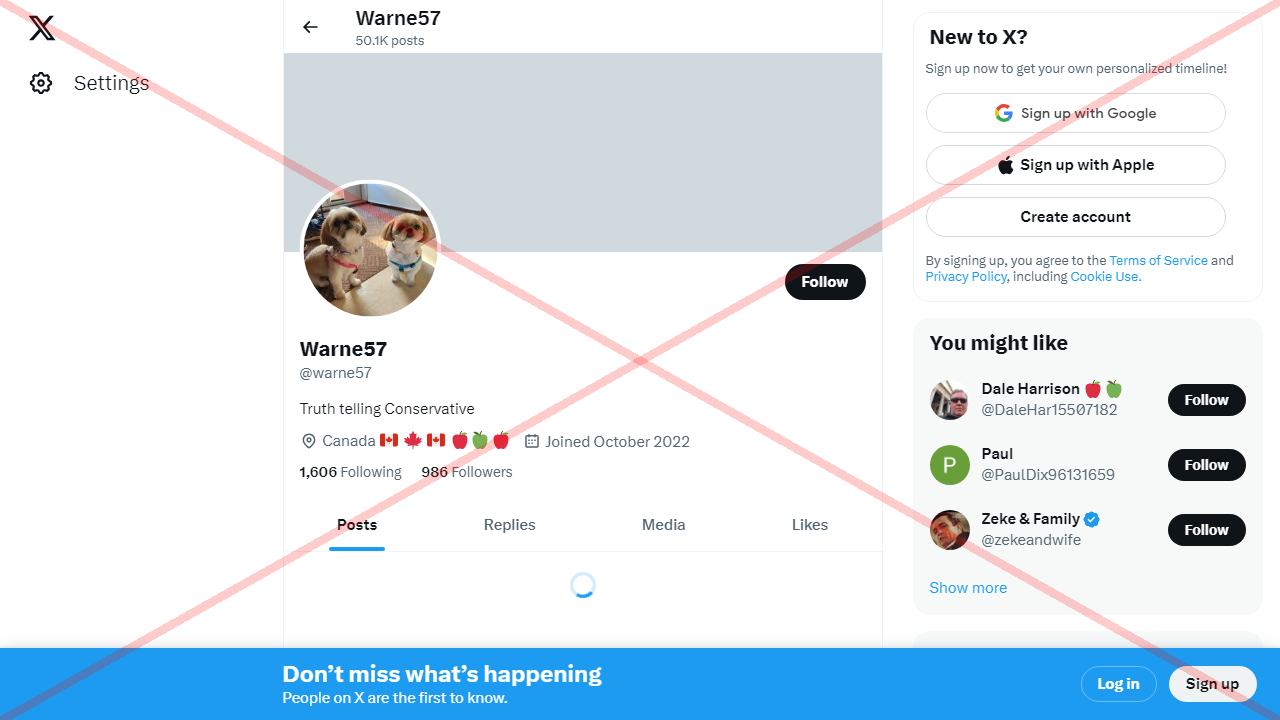 Settings
Warne57
50.1K posts
Follow
Warne57
@warne57
Truth telling Conservative
Canada 🇨🇦 🍁 🇨🇦 🍎🍏🍎 Joined October 2022
1,606 Following 986 Followers
Posts Replies Media Likes
New to X?
Sign up now to get your own personalized timeline!
Sign up with Google
Sign up with Apple
Create account
By signing up, you agree to the Terms of Service and
Privacy Policy, including Cookie Use.
You might like
Dale Harrison 🍎🍏
@DaleHar15507182
Follow
P
Paul
@PaulDix96131659
Follow
Zeke & Family
@zekeandwife
Follow
Show more
Don’t miss what’s happening
People on X are the first to know.
Log in Sign up